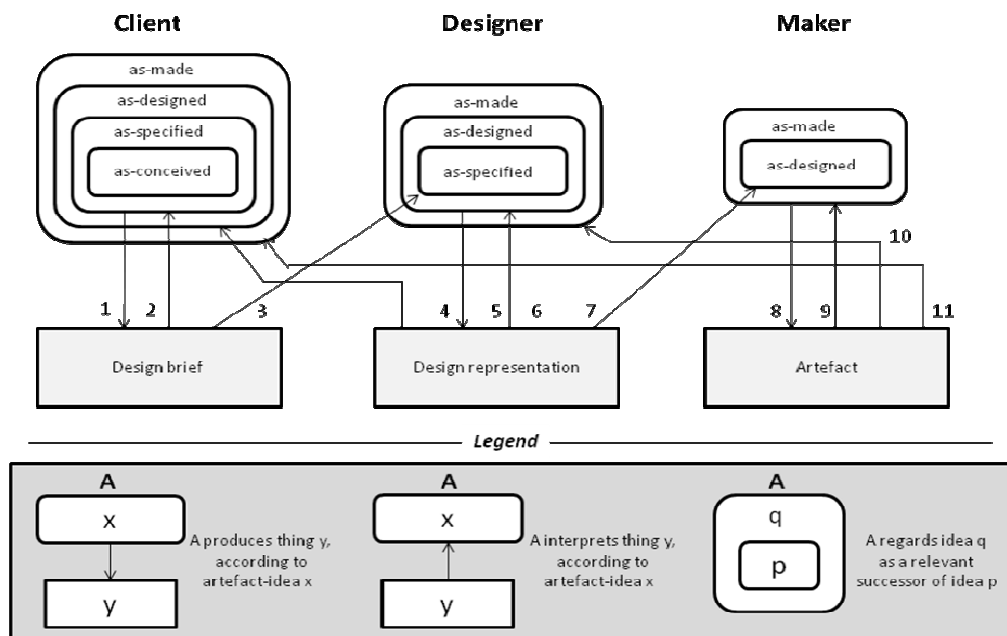 Client
Designer
Maker
as-made
as-designed
as-specified
as-conceived
as-made
as-designed
as-specified
as-made
as-designed
1 2 3 4 5 6 7 8 9 10 11
Design brief
Design representation
Artefact
Legend
A
x
y
A produces thing y,
according to
artefact-idea x
A
x
y
A interprets thing y,
according to
artefact-idea x
A
q
p
A regards idea q
as a relevant
successor of idea p